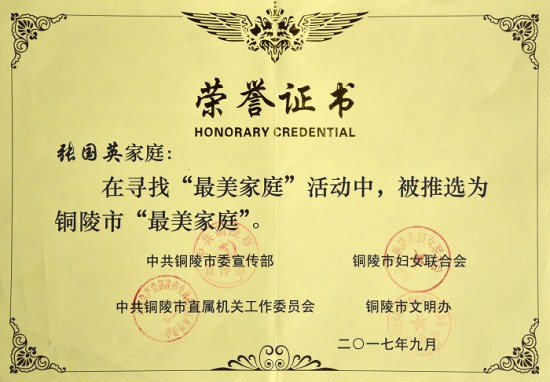 荣誉证书
HONORARY CREDENTIAL
张国英家庭：
在寻找“最美家庭”活动中，被推选为
铜陵市“最美家庭”。
中共铜陵市委宣传部 铜陵市妇女联合会
中共铜陵市直属机关工作委员会 铜陵市文明办
二〇一七年九月